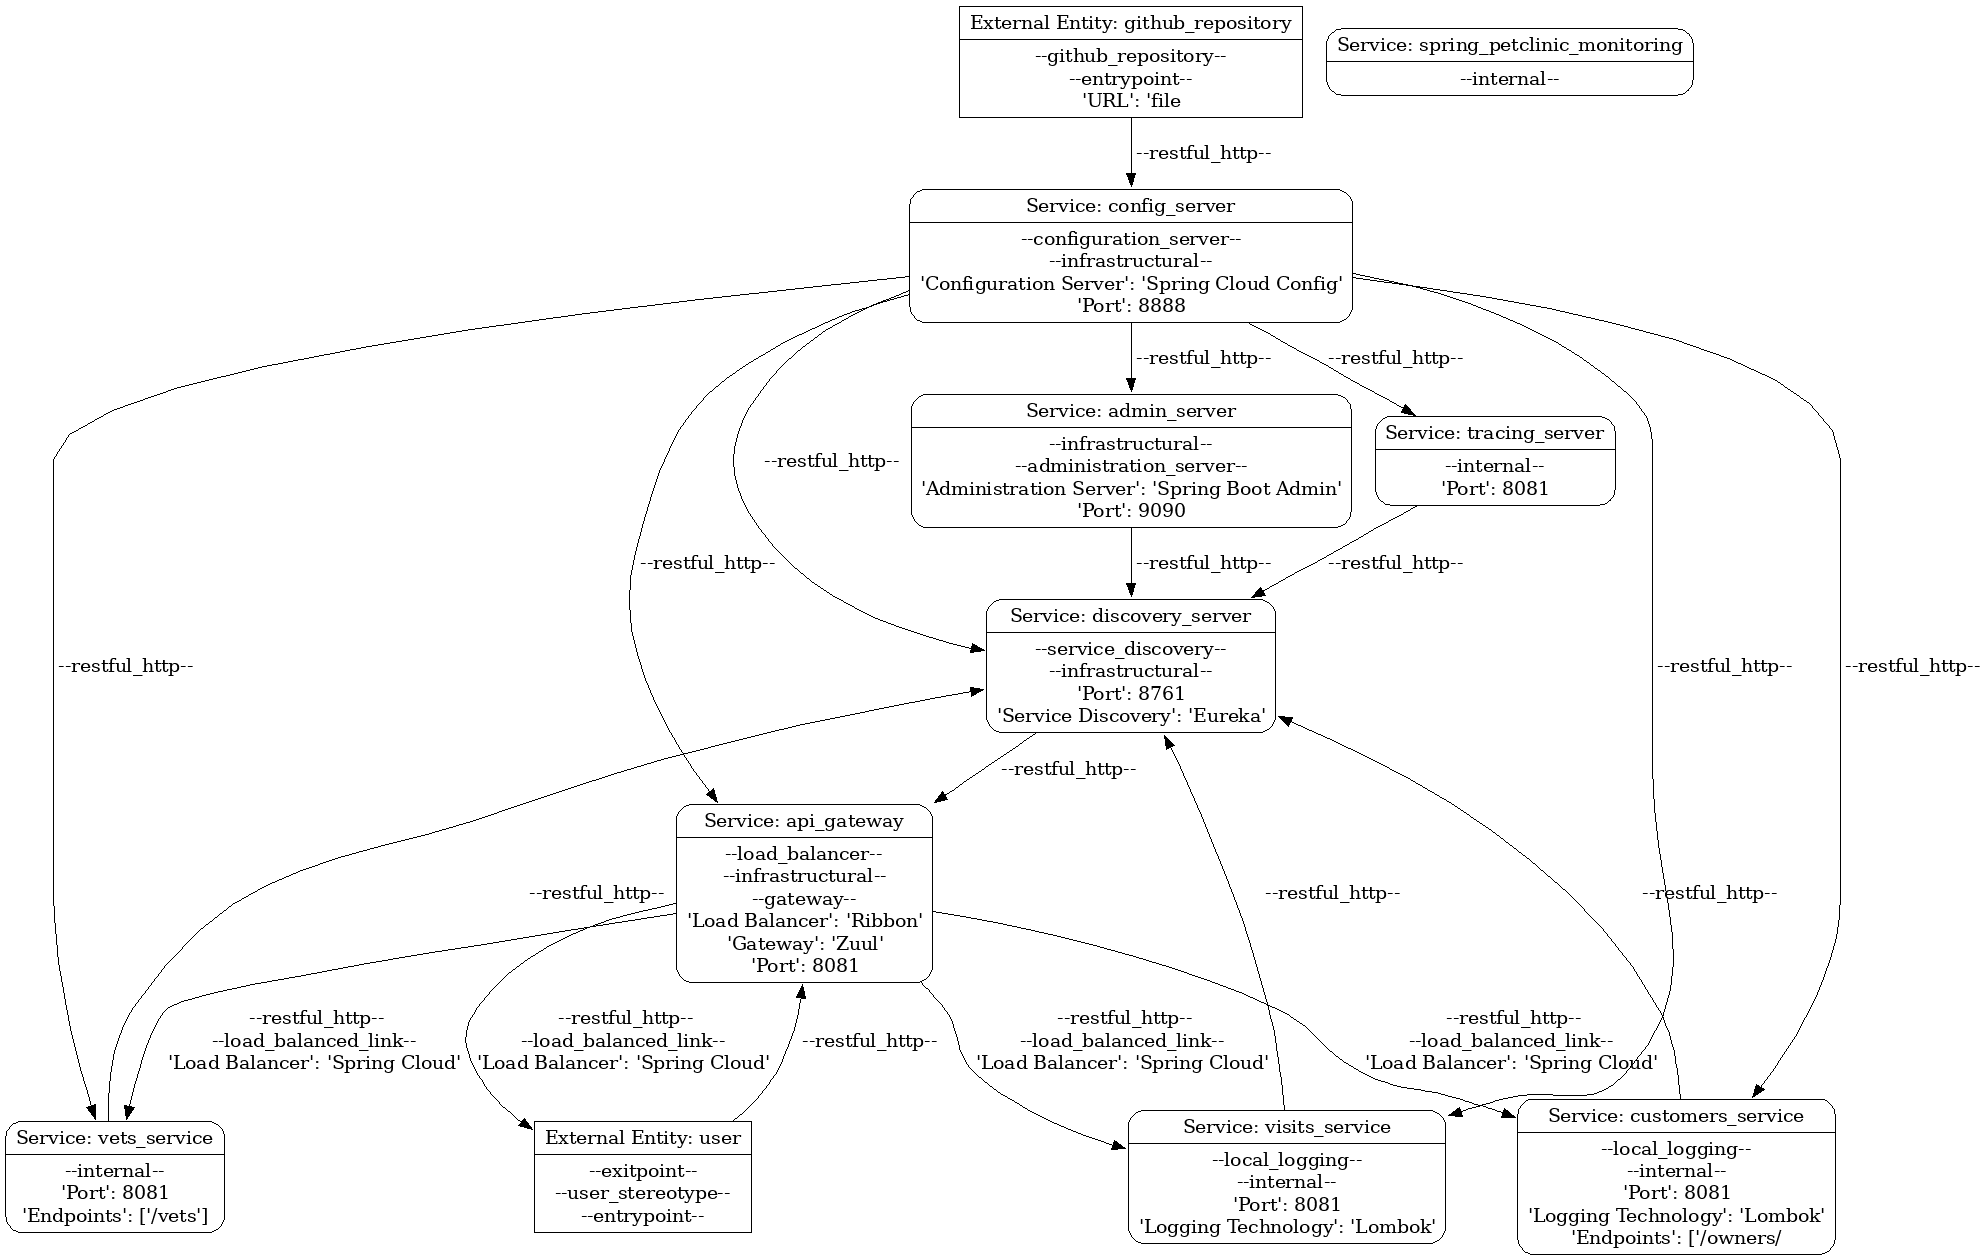 External Entity: github_repository
--github_repository--
--entrypoint--
'URL': 'file
Service: spring_petclinic_monitoring
--internal--
--restful_http--
Service: config_server
--configuration_server--
--infrastructural--
'Configuration Server': 'Spring Cloud Config'
'Port': 8888
--restful_http--
--restful_http--
Service: admin_server
--infrastructural--
--administration_server--
'Administration Server': 'Spring Boot Admin'
'Port': 9090
Service: tracing_server
--internal--
'Port': 8081
--restful_http--
--restful_http--
--restful_http--
--restful_http--
Service: discovery_server
--service_discovery--
--infrastructural--
'Port': 8761
'Service Discovery': 'Eureka'
--restful_http--
--restful_http--
--restful_http--
--restful_http--
Service: api_gateway
--load_balancer--
--infrastructural--
--gateway--
'Load Balancer': 'Ribbon'
'Gateway': 'Zuul'
'Port': 8081
--restful_http--
--restful_http--
--restful_http--
--restful_http--
--load_balanced_link--
'Load Balancer': 'Spring Cloud'
--restful_http--
--load_balanced_link--
'Load Balancer': 'Spring Cloud'
--restful_http--
--restful_http--
--load_balanced_link--
'Load Balancer': 'Spring Cloud'
--restful_http--
--load_balanced_link--
'Load Balancer': 'Spring Cloud'
Service: vets_service
--internal--
'Port': 8081
'Endpoints': ['/vets']
External Entity: user
--exitpoint--
--user_stereotype--
--entrypoint--
Service: visits_service
--local_logging--
--internal--
'Port': 8081
'Logging Technology': 'Lombok'
Service: customers_service
--local_logging--
--internal--
'Port': 8081
'Logging Technology': 'Lombok'
'Endpoints': ['/owners/